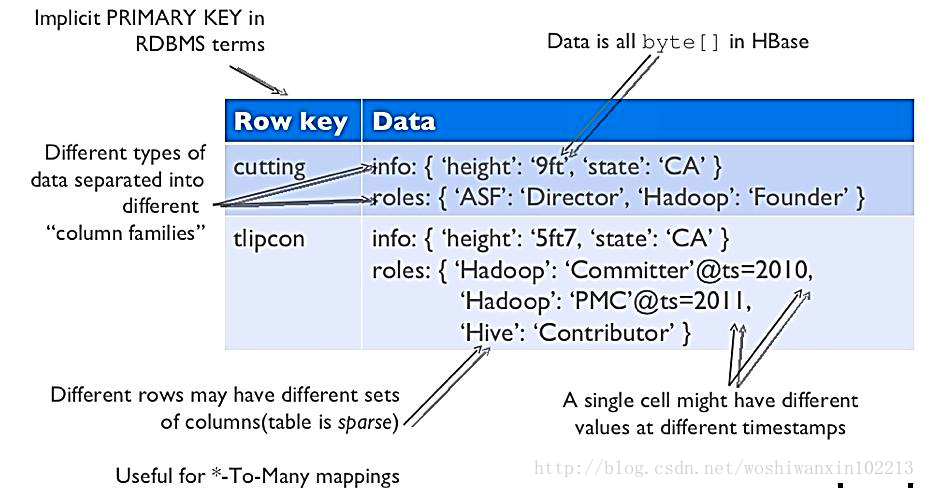 Implicit PRIMARY KEY in
RDBMS terms
Data is all byte[] in HBase
Row key Data
Different types of
data separated into
different
“column families”
cutting info: { ‘height’: ‘9ft’, ‘state’: ‘CA’ }
roles: { ‘ASF’: ‘Director’, ‘Hadoop’: ‘Founder’ }
tlipcon info: { ‘height’: ‘5ft7, ‘state’: ‘CA’ }
roles: { ‘Hadoop’: ‘Committer’@ts=2010,
‘Hadoop’: ‘PMC’@ts=2011,
‘Hive’: ‘Contributor’ }
Different rows may have different sets
of columns(table is sparse)
A single cell might have different
values at different timestamps
Useful for *-To-Many mappings
http://blog.csdn.net/woshiwanxin102213